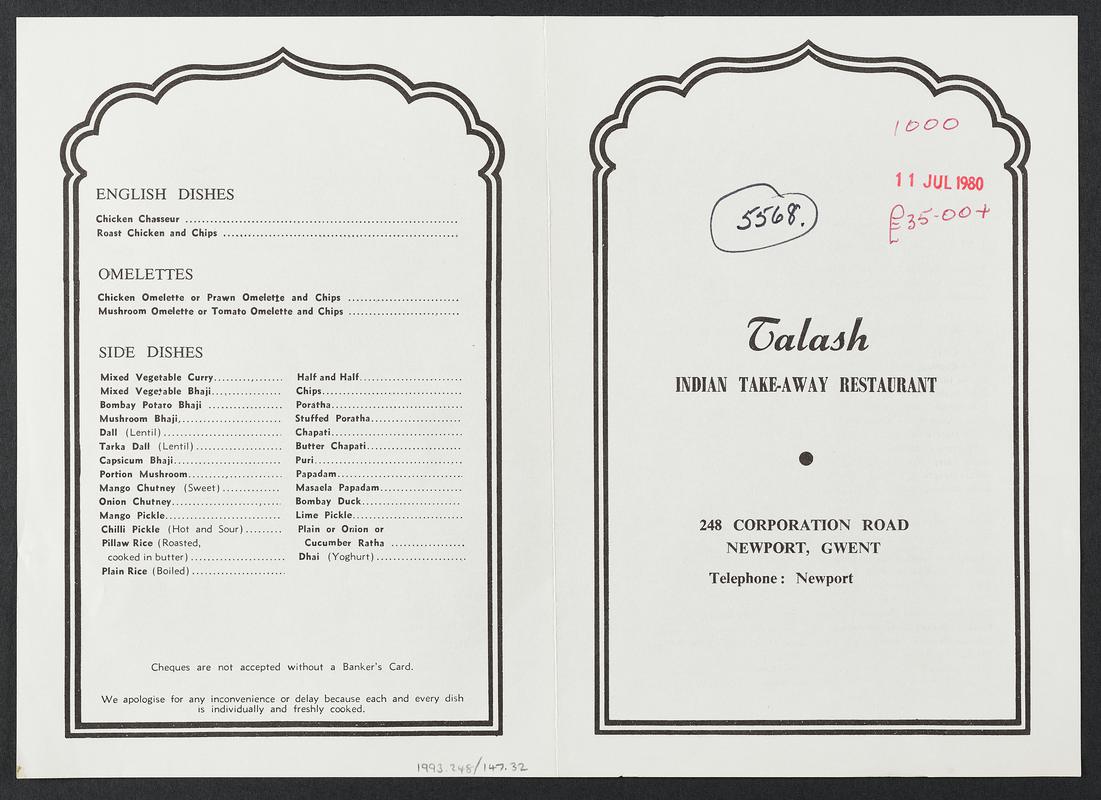 ENGLISH DISHES
Chicken Chasseur ..........
Roast Chicken and Chips ..........
OMELETTES
Chicken Omelette or Prawn Omelette and Chips ..........
Mushroom Omelette or Tomato Omelette and Chips ..........
SIDE DISHES
Mixed Vegetable Curry..........
Mixed Vegetable Bhaji..........
Bombay Potaro Bhaji ..........
Mushroom Bhaji..........
Dall (Lentil) ..........
Tarka Dall (Lentil) ..........
Capsicum Bhaji..........
Portion Mushroom..........
Mango Chutney (Sweet) ..........
Onion Chutney..........
Mango Pickle..........
Chilli Pickle (Hot and Sour) ..........
Pillaw Rice (Roasted,
cooked in butter) ..........
Plain Rice (Boiled) ..........
Half and Half..........
Chips..........
Poratha..........
Stuffed Poratha..........
Chapati..........
Butter Chapati..........
Puri..........
Papadam..........
Masaela Papadam..........
Bombay Duck..........
Lime Pickle..........
Plain or Onion or
Cucumber Ratha ..........
Dhai (Yoghurt) ..........
Cheques are not accepted without a Banker's Card.
We apologise for any inconvenience or delay because each and every dish
is individually and freshly cooked.
1993.248/147.32
1000
11 JUL 1980
£35-00+
5568.
Talash
INDIAN TAKE-AWAY RESTAURANT
248 CORPORATION ROAD
NEWPORT, GWENT
Telephone: Newport